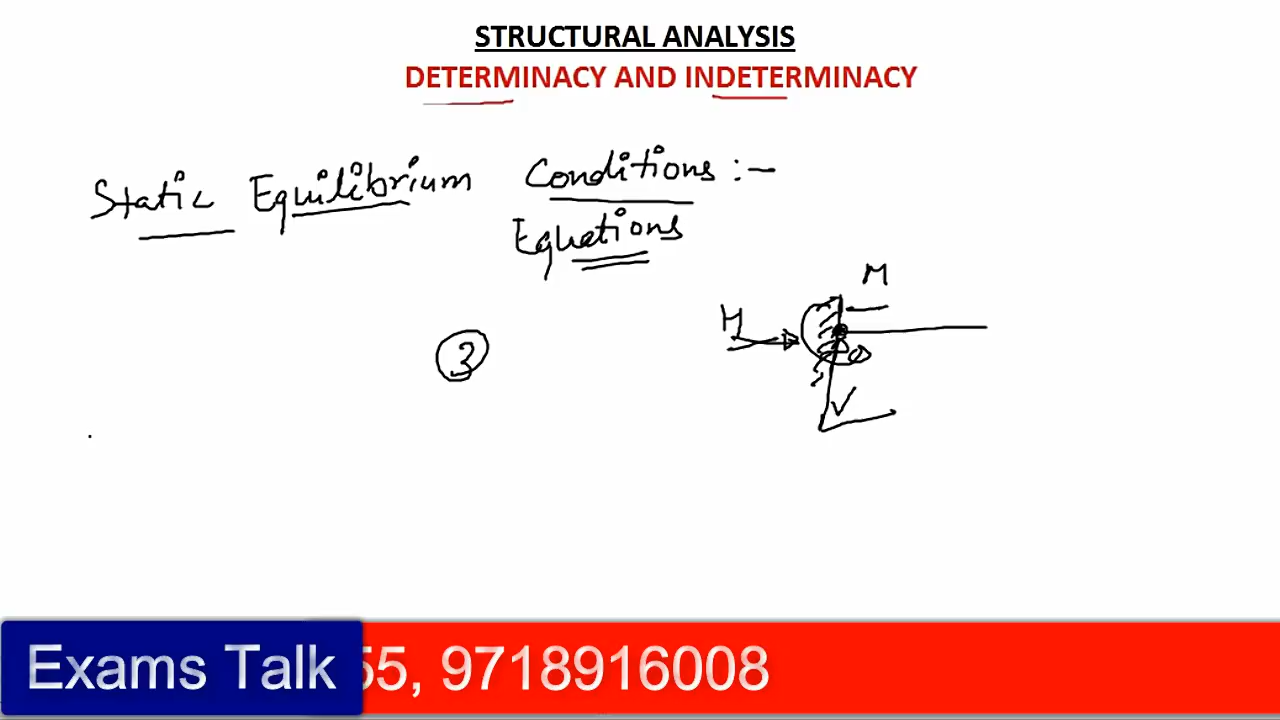 STRUCTURAL ANALYSIS
DETERMINACY AND INDETERMINACY
Static Equilibrium Conditions :-
Equations
M
H
3
V
Exams Talk 55, 9718916008